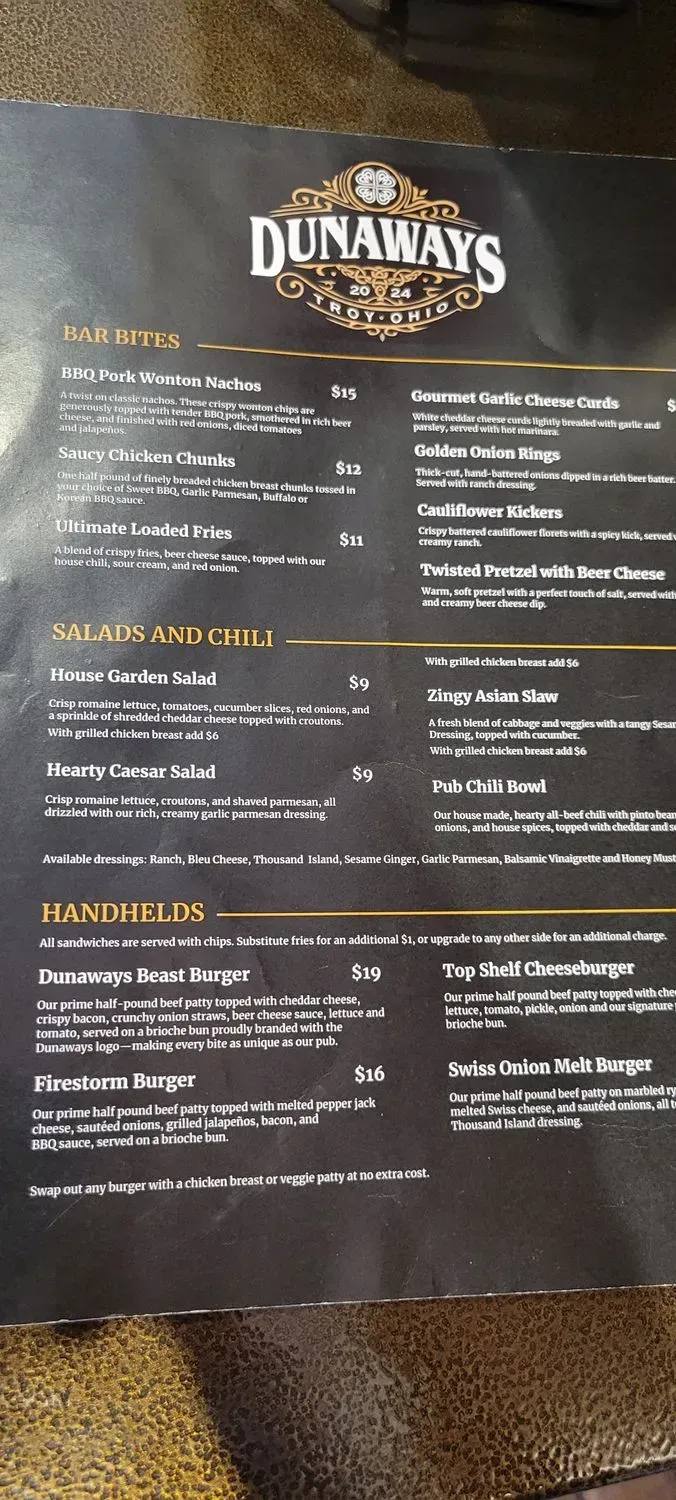 DUNAWAYS
20 24
TROY · OHIO
BAR BITES
BBQ Pork Wonton Nachos $15
A twist on classic nachos. These crispy wonton chips are
generously topped with tender BBQ pork, smothered in rich beer
cheese, and finished with red onions, diced tomatoes
and jalapeños.
Saucy Chicken Chunks $12
One half pound of finely breaded chicken breast chunks tossed in
your choice of Sweet BBQ, Garlic Parmesan, Buffalo or
Korean BBQ sauce.
Ultimate Loaded Fries $11
A blend of crispy fries, beer cheese sauce, topped with our
house chili, sour cream, and red onion.
Gourmet Garlic Cheese Curds $
White cheddar cheese curds lightly breaded with garlic and
parsley, served with hot marinara.
Golden Onion Rings
Thick-cut, hand-battered onions dipped in a rich beer batter.
Served with ranch dressing.
Cauliflower Kickers
Crispy battered cauliflower florets with a spicy kick, served
creamy ranch.
Twisted Pretzel with Beer Cheese
Warm, soft pretzel with a perfect touch of salt, served with
and creamy beer cheese dip.
SALADS AND CHILI
House Garden Salad $9
Crisp romaine lettuce, tomatoes, cucumber slices, red onions, and
a sprinkle of shredded cheddar cheese topped with croutons.
With grilled chicken breast add $6
Hearty Caesar Salad $9
Crisp romaine lettuce, croutons, and shaved parmesan, all
drizzled with our rich, creamy garlic parmesan dressing.
With grilled chicken breast add $6
Zingy Asian Slaw
A fresh blend of cabbage and veggies with a tangy Sesa
Dressing, topped with cucumber.
With grilled chicken breast add $6
Pub Chili Bowl
Our house made, hearty all-beef chili with pinto bean
onions, and house spices, topped with cheddar and s
Available dressings: Ranch, Bleu Cheese, Thousand Island, Sesame Ginger, Garlic Parmesan, Balsamic Vinaigrette and Honey Must
HANDHELDS
All sandwiches are served with chips. Substitute fries for an additional $1, or upgrade to any other side for an additional charge.
Dunaways Beast Burger $19
Our prime half-pound beef patty topped with cheddar cheese,
crispy bacon, crunchy onion straws, beer cheese sauce, lettuce and
tomato, served on a brioche bun proudly branded with the
Dunaways logo—making every bite as unique as our pub.
Firestorm Burger $16
Our prime half pound beef patty topped with melted pepper jack
cheese, sautéed onions, grilled jalapeños, bacon, and
BBQ sauce, served on a brioche bun.
Top Shelf Cheeseburger
Our prime half pound beef patty topped with che
lettuce, tomato, pickle, onion and our signature
brioche bun.
Swiss Onion Melt Burger
Our prime half pound beef patty on marbled ry
melted Swiss cheese, and sautéed onions, all t
Thousand Island dressing.
Swap out any burger with a chicken breast or veggie patty at no extra cost.